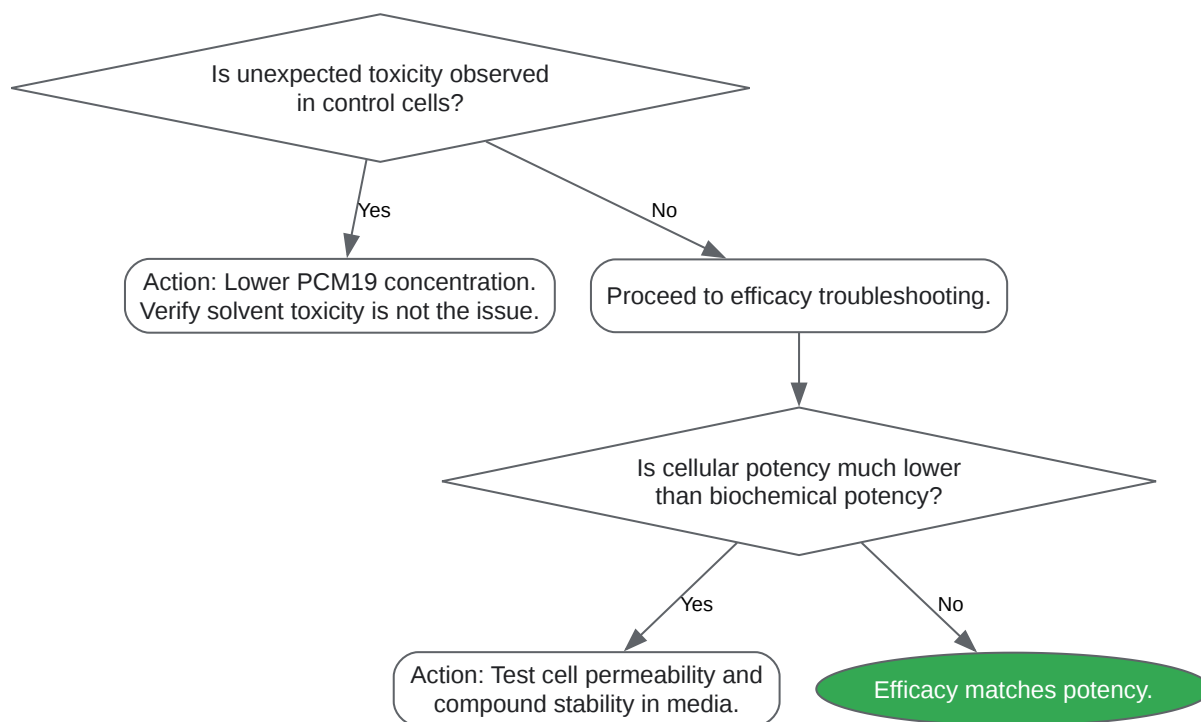 Is unexpected toxicity observed
in control cells?
Yes
No
Action: Lower PCM19 concentration.
Verify solvent toxicity is not the issue.
Proceed to efficacy troubleshooting.
Is cellular potency much lower
than biochemical potency?
Yes
No
Action: Test cell permeability and
compound stability in media.
Efficacy matches potency.